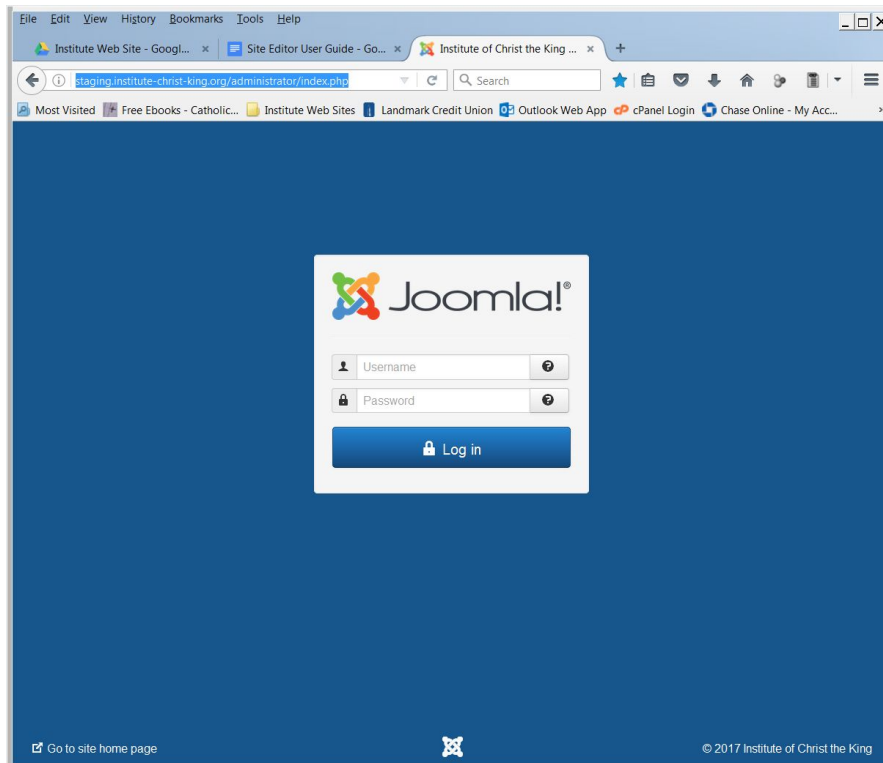 File Edit View History Bookmarks Tools Help
Institute Web Site - Googl... × Site Editor User Guide - Go... × Institute of Christ the King ... × +
staging.institute-christ-king.org/administrator/index.php Search
Most Visited Free Ebooks - Catholic... Institute Web Sites Landmark Credit Union Outlook Web App cPanel Login Chase Online - My Acc...
Joomla!®
Username
Password
Log in
Go to site home page © 2017 Institute of Christ the King